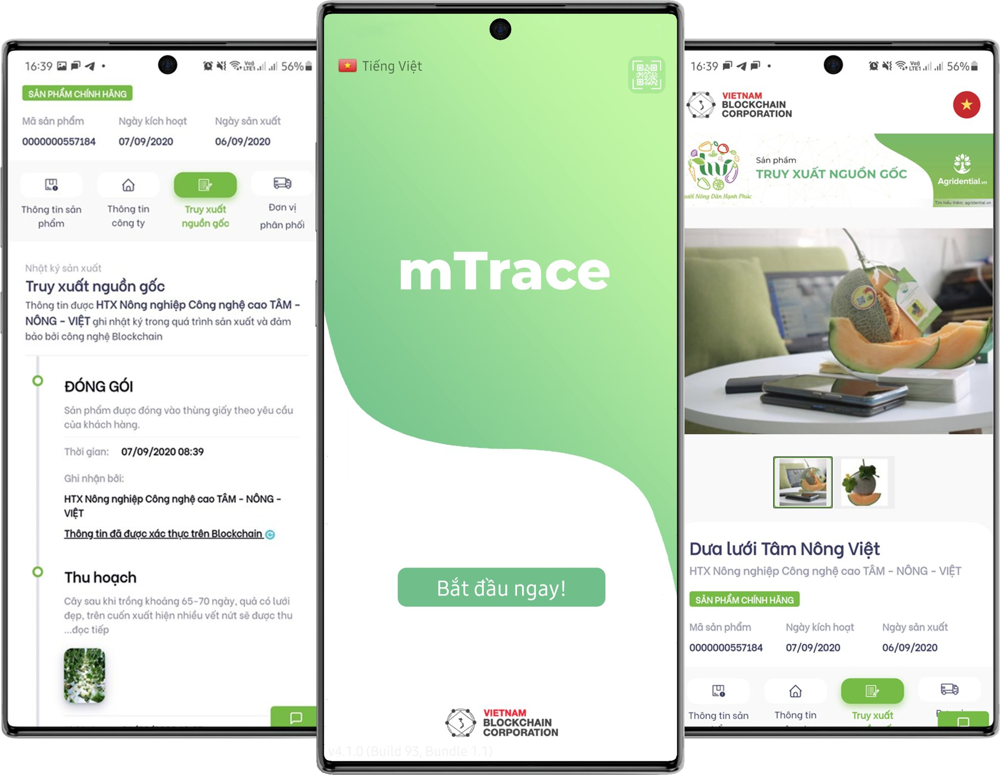 16:39
Vo)) LTE1 56%
SẢN PHẨM CHÍNH HÃNG
Mã sản phẩm Ngày kích hoạt Ngày sản xuất
0000000557184 07/09/2020 06/09/2020
Thông tin sản phẩm
Thông tin công ty
Truy xuất nguồn gốc
Đơn vị phân phối
Nhật ký sản xuất
Truy xuất nguồn gốc
Thông tin được HTX Nông nghiệp Công nghệ cao TÂM -
NÔNG - VIỆT ghi nhật ký trong quá trình sản xuất và đảm
bảo bởi công nghệ Blockchain
ĐÓNG GÓI
Sản phẩm được đóng vào thùng giấy theo yêu cầu
của khách hàng.
Thời gian: 07/09/2020 08:39
Ghi nhận bởi:
HTX Nông nghiệp Công nghệ cao TÂM - NÔNG -
VIỆT
Thông tin đã được xác thực trên Blockchain
Thu hoạch
Cây sau khi trồng khoảng 65-70 ngày, quả có lưới
đẹp, trên cuốn xuất hiện nhiều vết nứt sẽ được thu
...đọc tiếp
Tiếng Việt
mTrace
Bắt đầu ngay!
VIETNAM
BLOCKCHAIN
CORPORATION
v4.1.0 (Build 93, Bundle 1.1)
16:39
Vo)) LTE1 56%
VIETNAM
BLOCKCHAIN
CORPORATION
Sản phẩm
TRUY XUẤT NGUỒN GỐC
Nông Dân Hạnh Phúc
Agridential.vn
Tìm hiểu thêm: agridential.vn
Dưa lưới Tâm Nông Việt
HTX Nông nghiệp Công nghệ cao TÂM - NÔNG - VIỆT
SẢN PHẨM CHÍNH HÃNG
Mã sản phẩm Ngày kích hoạt Ngày sản xuất
0000000557184 07/09/2020 06/09/2020
Thông tin sản
Thông tin
Truy xuất